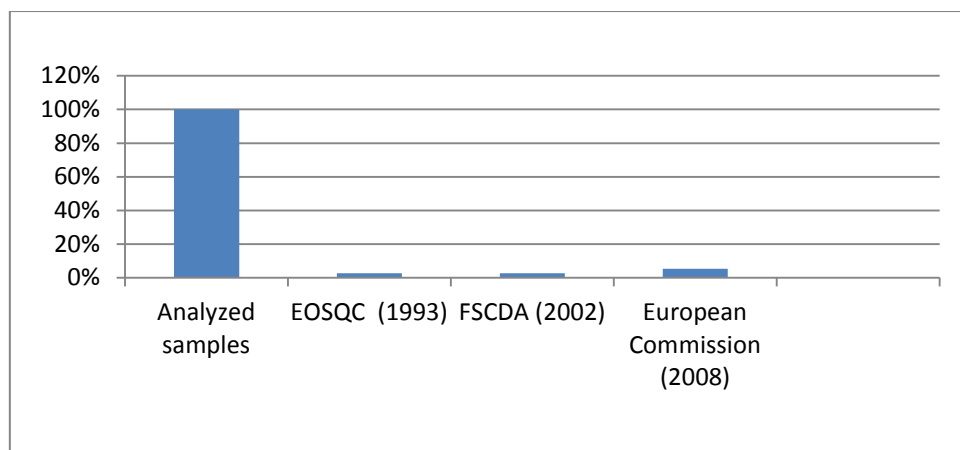 120%
100%
80%
60%
40%
20%
0%
Analyzed
samples
EOSQC (1993)
FSCDA (2002)
European
Commission
(2008)